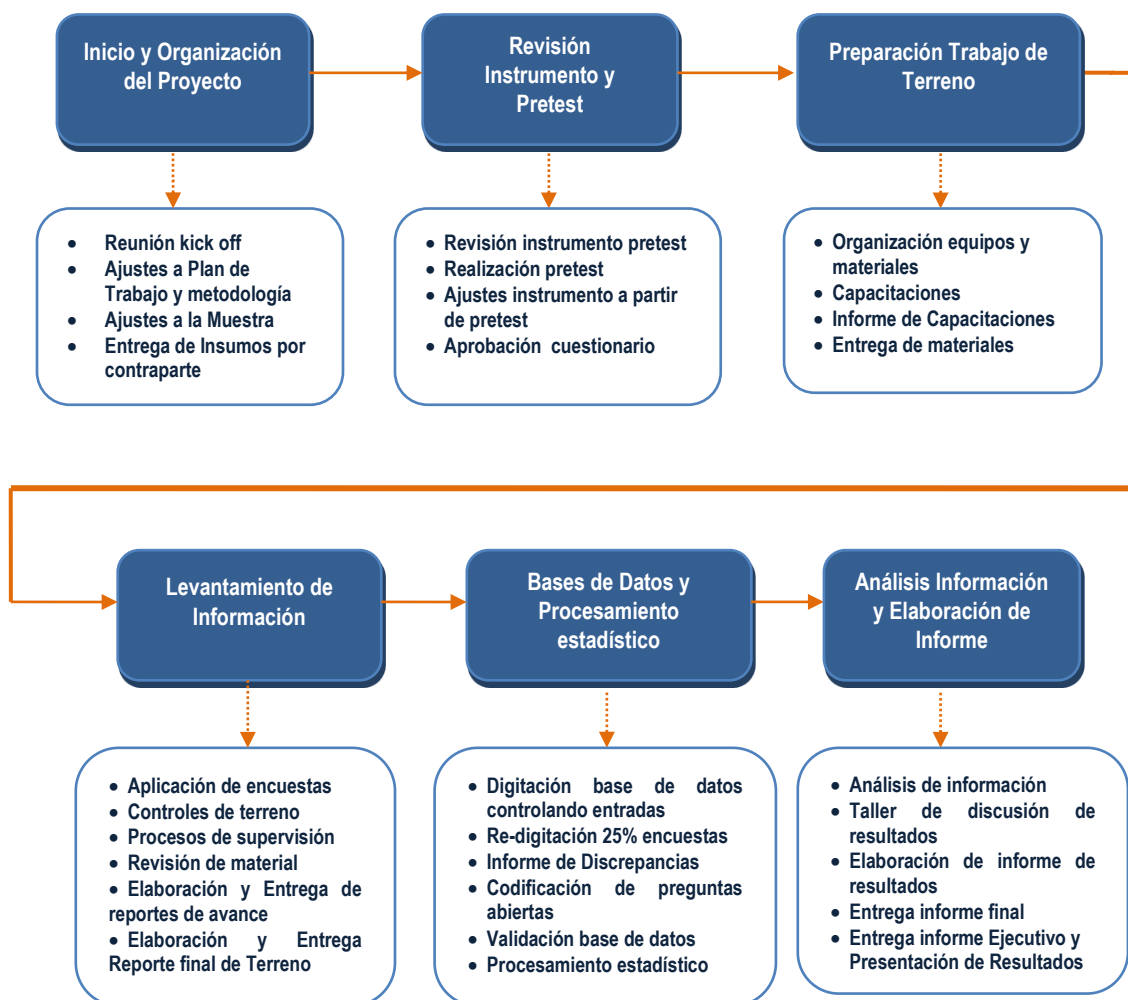 Inicio y Organización
del Proyecto
Revisión
Instrumento y
Pretest
Preparación Trabajo de
Terreno
• Reunión kick off
• Ajustes a Plan de
Trabajo y metodología
• Ajustes a la Muestra
• Entrega de Insumos por
contraparte
• Revisión instrumento pretest
• Realización pretest
• Ajustes instrumento a partir
de pretest
• Aprobación cuestionario
• Organización equipos y
materiales
• Capacitaciones
• Informe de Capacitaciones
• Entrega de materiales
Levantamiento de
Información
Bases de Datos y
Procesamiento
estadístico
Análisis Información
y Elaboración de
Informe
• Aplicación de encuestas
• Controles de terreno
• Procesos de supervisión
• Revisión de material
• Elaboración y Entrega de
reportes de avance
• Elaboración y Entrega
Reporte final de Terreno
• Digitación base de datos
controlando entradas
• Re-digitación 25% encuestas
• Informe de Discrepancias
• Codificación de preguntas
abiertas
• Validación base de datos
• Procesamiento estadístico
• Análisis de información
• Taller de discusión de
resultados
• Elaboración de informe de
resultados
• Entrega informe final
• Entrega informe Ejecutivo y
Presentación de Resultados